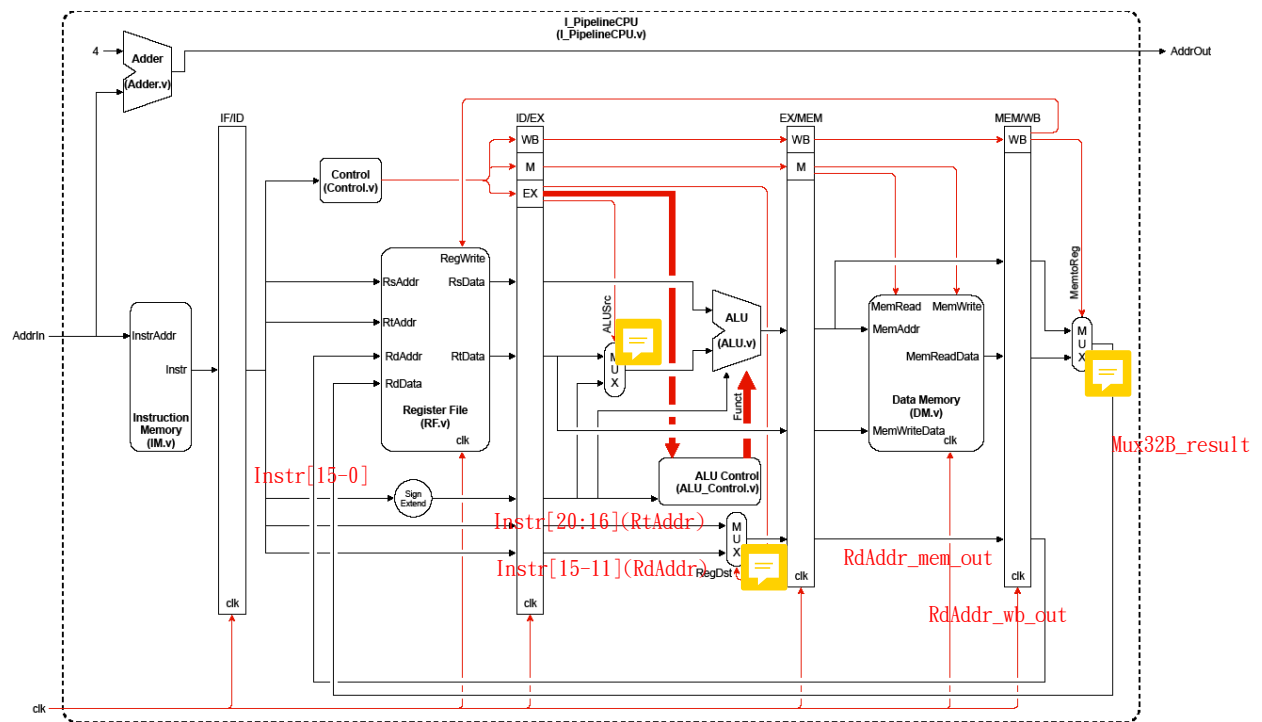 I_PipelineCPU
(I_PipelineCPU.v)
4
Adder
(Adder.v)
AddrOut
IF/ID
ID/EX
EX/MEM
MEM/WB
WB
WB
WB
M
M
EX
Control
(Control.v)
RegWrite
RsAddr
RsData
RtAddr
RdAddr
RtData
RdData
Register File
(RF.v)
clk
AddrIn
InstrAddr
Instr
Instruction
Memory
(IM.v)
ALUSrc
M
U
X
ALU
(ALU.v)
Funct
MemRead
MemWrite
MemAddr
MemReadData
Data Memory
(DM.v)
MemWriteData
clk
MemtoReg
M
U
X
Mux32B_result
Instr[15-0]
Sign
Extend
ALU Control
(ALU_Control.v)
Instr[20:16](RtAddr)
M
U
X
Instr[15-11](RdAddr)
RegDst
RdAddr_mem_out
RdAddr_wb_out
clk
clk
clk
clk
clk